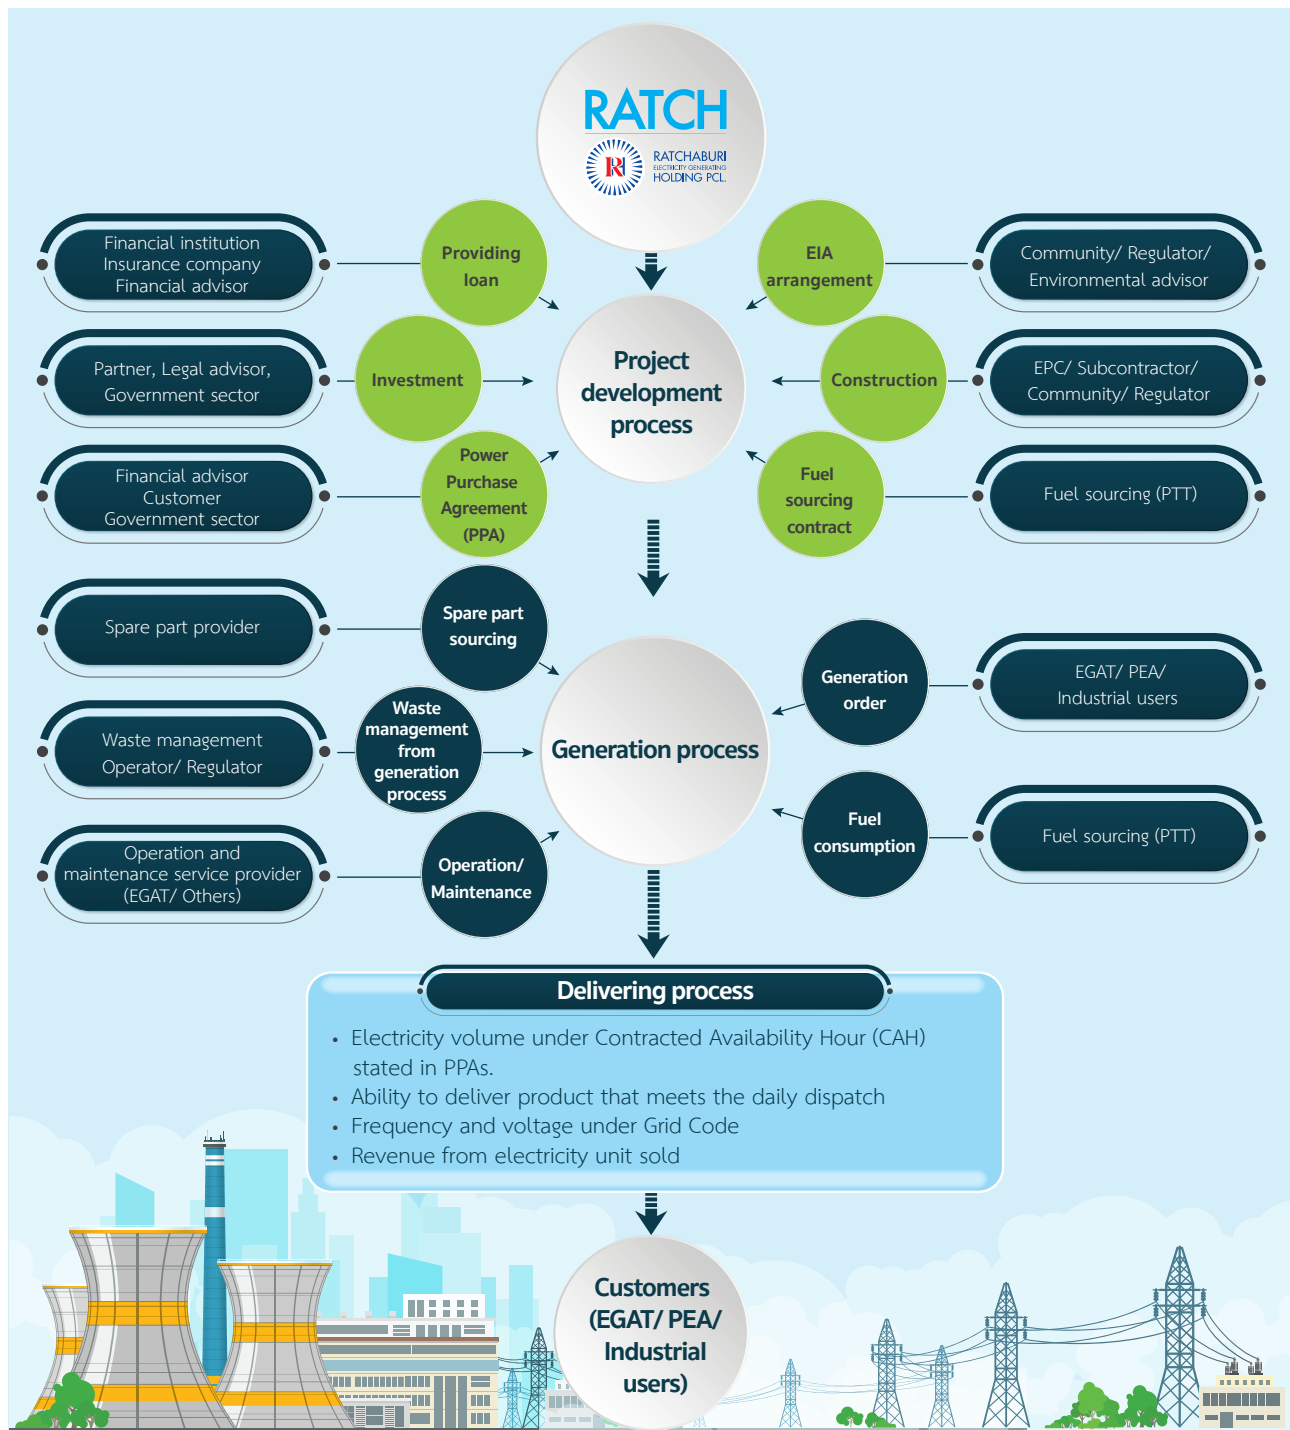 RATCH
RATCHABURI
ELECTRICITY GENERATING
HOLDING PCL.
Financial institution
Insurance company
Financial advisor
Providing
loan
EIA
arrangement
Community/ Regulator/
Environmental advisor
Partner, Legal advisor,
Government sector
Investment
Project
development
process
Construction
EPC/ Subcontractor/
Community/ Regulator
Financial advisor
Customer
Government sector
Power
Purchase
Agreement
(PPA)
Fuel
sourcing
contract
Fuel sourcing (PTT)
Spare part provider
Spare part
sourcing
Generation
order
EGAT/ PEA/
Industrial users
Waste management
Operator/ Regulator
Waste
management
from
generation
process
Generation process
Fuel
consumption
Fuel sourcing (PTT)
Operation and
maintenance service provider
(EGAT/ Others)
Operation/
Maintenance
Delivering process
• Electricity volume under Contracted Availability Hour (CAH)
stated in PPAs.
• Ability to deliver product that meets the daily dispatch
• Frequency and voltage under Grid Code
• Revenue from electricity unit sold
Customers
(EGAT/ PEA/
Industrial
users)